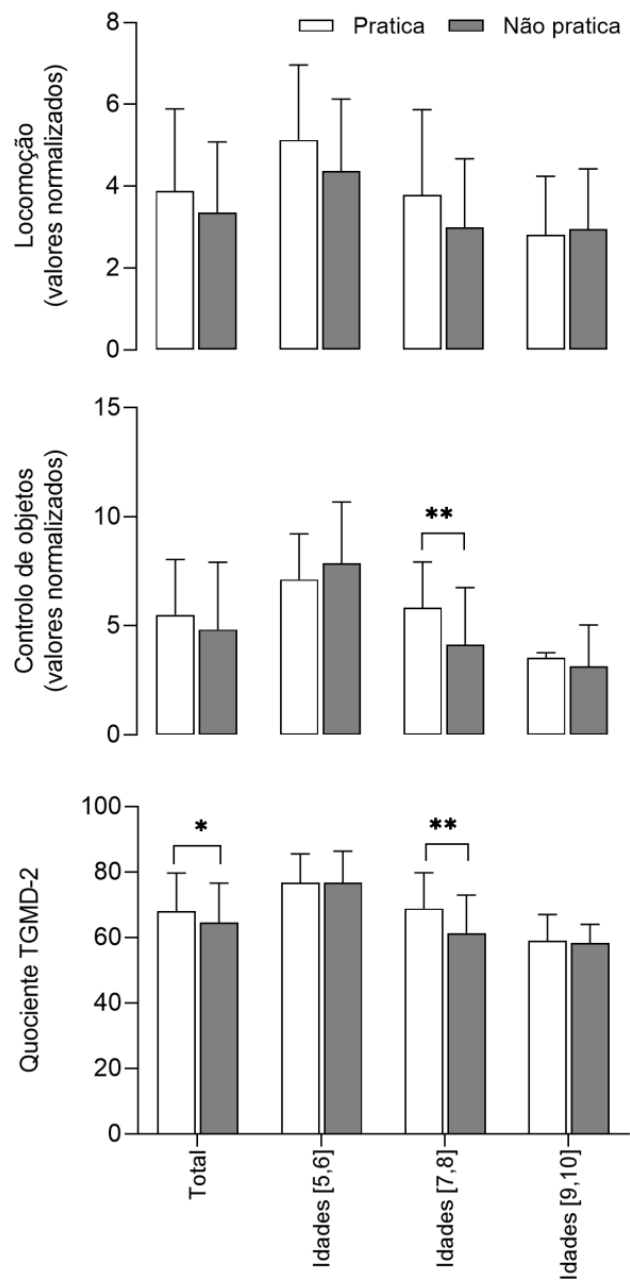 Pratica
Não pratica
Locomoção
(valores normalizados)
8
6
4
2
0
Controlo de objetos
(valores normalizados)
15
10
5
0
**
Quociente TGMD-2
100
80
60
40
20
0
*
**
Total
Idades [5,6]
Idades [7,8]
Idades [9,10]